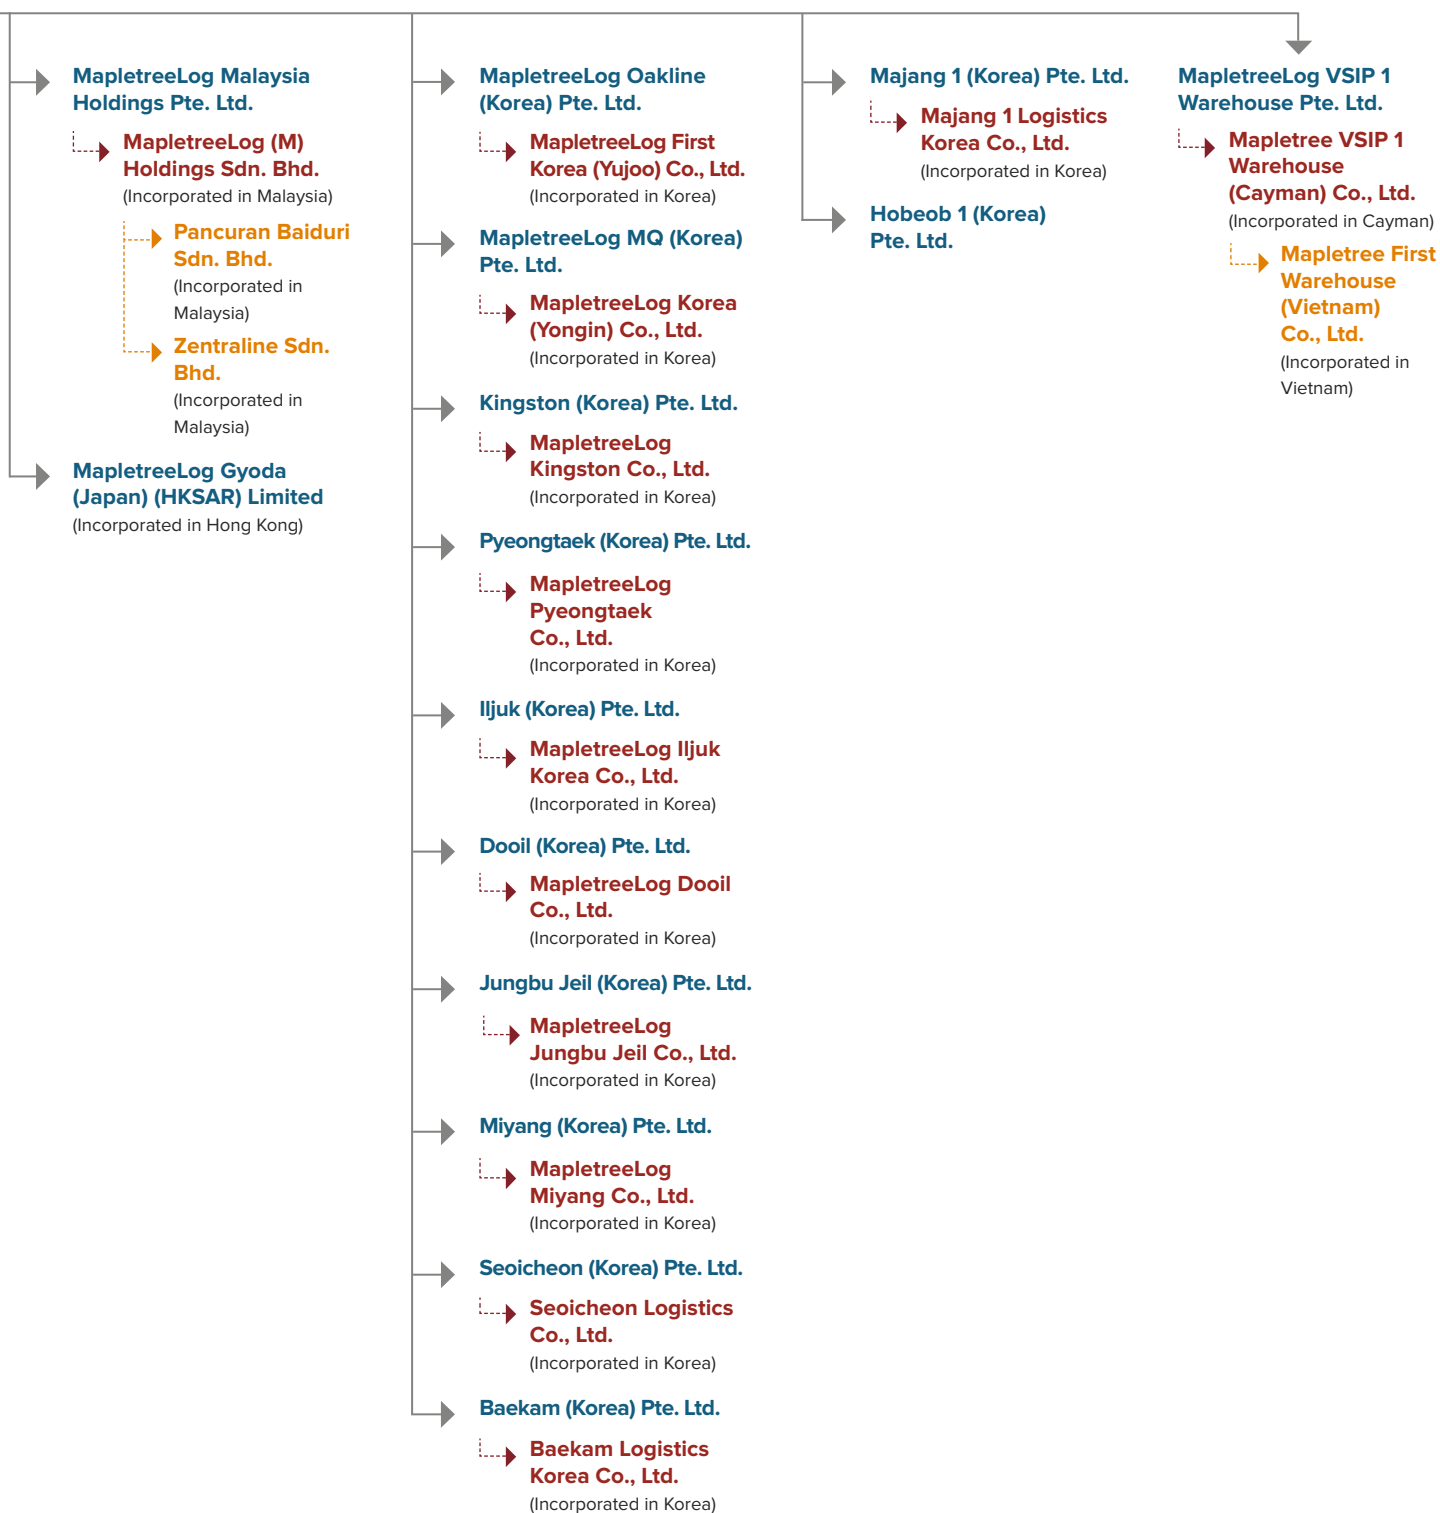 MapletreeLog Malaysia
Holdings Pte. Ltd.
MapletreeLog (M)
Holdings Sdn. Bhd.
(Incorporated in Malaysia)
Pancuran Baiduri
Sdn. Bhd.
(Incorporated in
Malaysia)
Zentraline Sdn.
Bhd.
(Incorporated in
Malaysia)
MapletreeLog Gyoda
(Japan) (HKSAR) Limited
(Incorporated in Hong Kong)
MapletreeLog Oakline
(Korea) Pte. Ltd.
MapletreeLog First
Korea (Yujoo) Co., Ltd.
(Incorporated in Korea)
MapletreeLog MQ (Korea)
Pte. Ltd.
MapletreeLog Korea
(Yongin) Co., Ltd.
(Incorporated in Korea)
Kingston (Korea) Pte. Ltd.
MapletreeLog
Kingston Co., Ltd.
(Incorporated in Korea)
Pyeongtaek (Korea) Pte. Ltd.
MapletreeLog
Pyeongtaek
Co., Ltd.
(Incorporated in Korea)
Iljuk (Korea) Pte. Ltd.
MapletreeLog Iljuk
Korea Co., Ltd.
(Incorporated in Korea)
Dooil (Korea) Pte. Ltd.
MapletreeLog Dooil
Co., Ltd.
(Incorporated in Korea)
Jungbu Jeil (Korea) Pte. Ltd.
MapletreeLog
Jungbu Jeil Co., Ltd.
(Incorporated in Korea)
Miyang (Korea) Pte. Ltd.
MapletreeLog
Miyang Co., Ltd.
(Incorporated in Korea)
Seoicheon (Korea) Pte. Ltd.
Seoicheon Logistics
Co., Ltd.
(Incorporated in Korea)
Baekam (Korea) Pte. Ltd.
Baekam Logistics
Korea Co., Ltd.
(Incorporated in Korea)
Majang 1 (Korea) Pte. Ltd.
Majang 1 Logistics
Korea Co., Ltd.
(Incorporated in Korea)
Hobeob 1 (Korea)
Pte. Ltd.
MapletreeLog VSIP 1
Warehouse Pte. Ltd.
Mapletree VSIP 1
Warehouse
(Cayman) Co., Ltd.
(Incorporated in Cayman)
Mapletree First
Warehouse
(Vietnam)
Co., Ltd.
(Incorporated in
Vietnam)